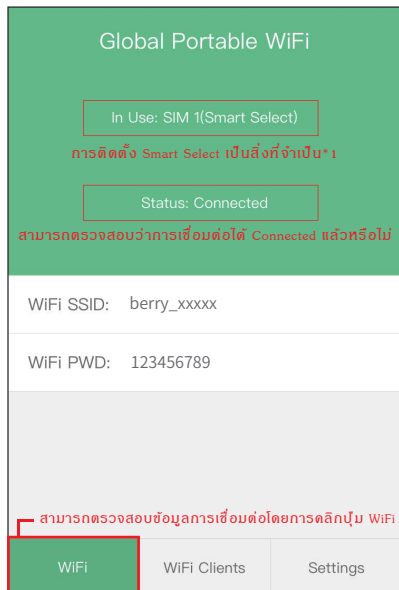 Global Portable WiFi
In Use: SIM 1(Smart Select)
การติดตั้ง Smart Select เป็นสิ่งที่จำเป็น*1
Status: Connected
สามารถตรวจสอบว่าการเชื่อมต่อได้ Connected แล้วหรือไม่
WiFi SSID: berry_xxxxx
WiFi PWD: 123456789
สามารถตรวจสอบข้อมูลการเชื่อมต่อโดยการคลิกปุ่ม WiFi
WiFi WiFi Clients Settings